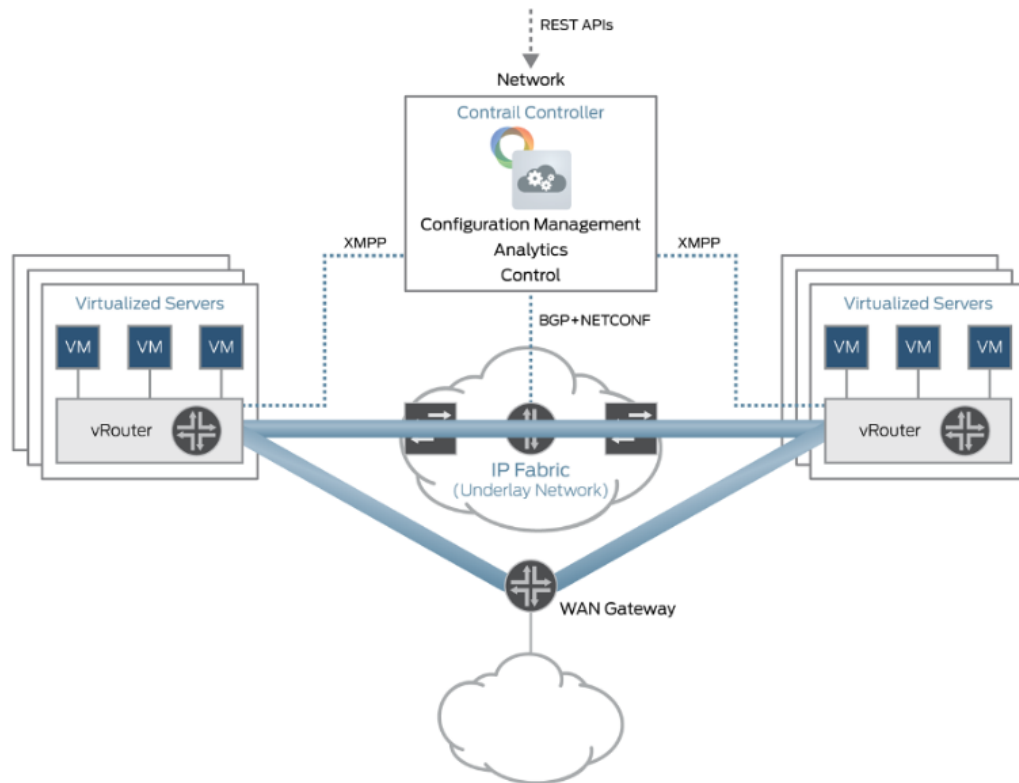 REST APIs
Network
Contrail Controller
Configuration Management
Analytics
Control
XMPP
XMPP
BGP+NETCONF
Virtualized Servers
VM
VM
VM
vRouter
Virtualized Servers
VM
VM
VM
vRouter
IP Fabric
(Underlay Network)
WAN Gateway